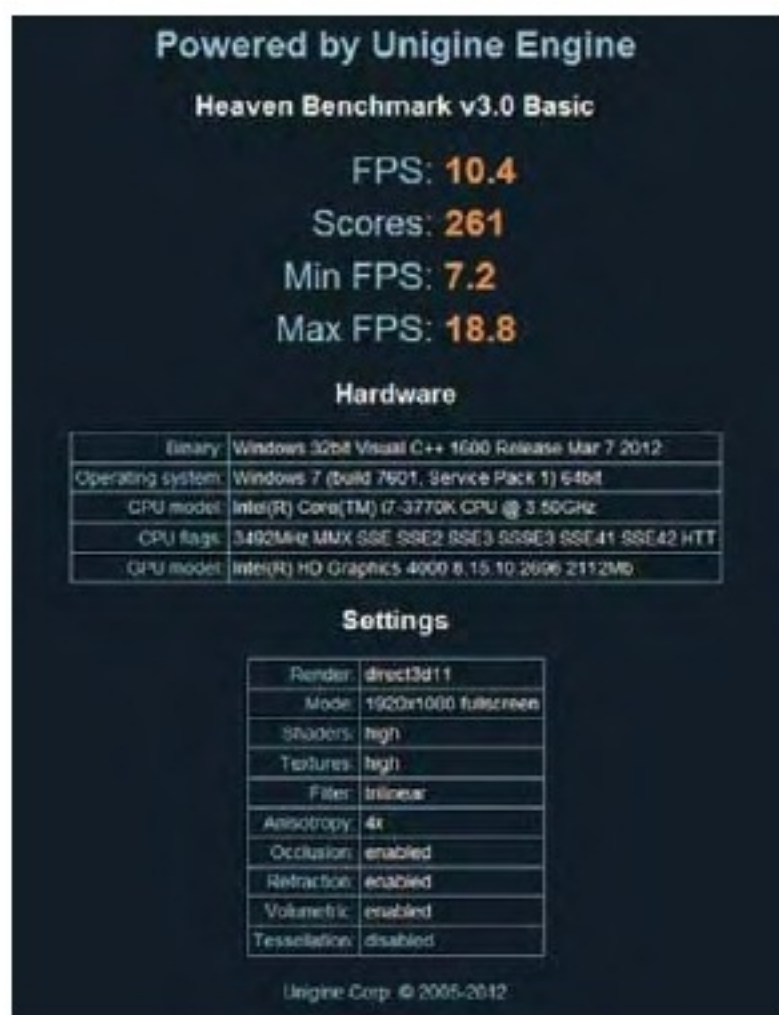 Powered by Unigine Engine
Heaven Benchmark v3.0 Basic
FPS: 10.4
Scores: 261
Min FPS: 7.2
Max FPS: 18.8
Hardware
Binary: Windows 32bit Visual C++ 1600 Release Mar 7 2012
Operating system: Windows 7 (build 7601, Service Pack 1) 64bit
CPU model: Intel(R) Core(TM) i7-3770K CPU @ 3.50GHz
CPU flags: 3492MHz MMX SSE SSE2 SSE3 SSSE3 SSE41 SSE42 HTT
GPU model: Intel(R) HD Graphics 4000 8.15.10.2696 2112Mb
Settings
Render: direct3d11
Mode: 1920x1080 fullscreen
Shaders: high
Textures: high
Filter: trilinear
Anisotropy: 4x
Occlusion: enabled
Refraction: enabled
Volumetric: enabled
Tessellation: disabled
Unigine Corp. © 2005-2012